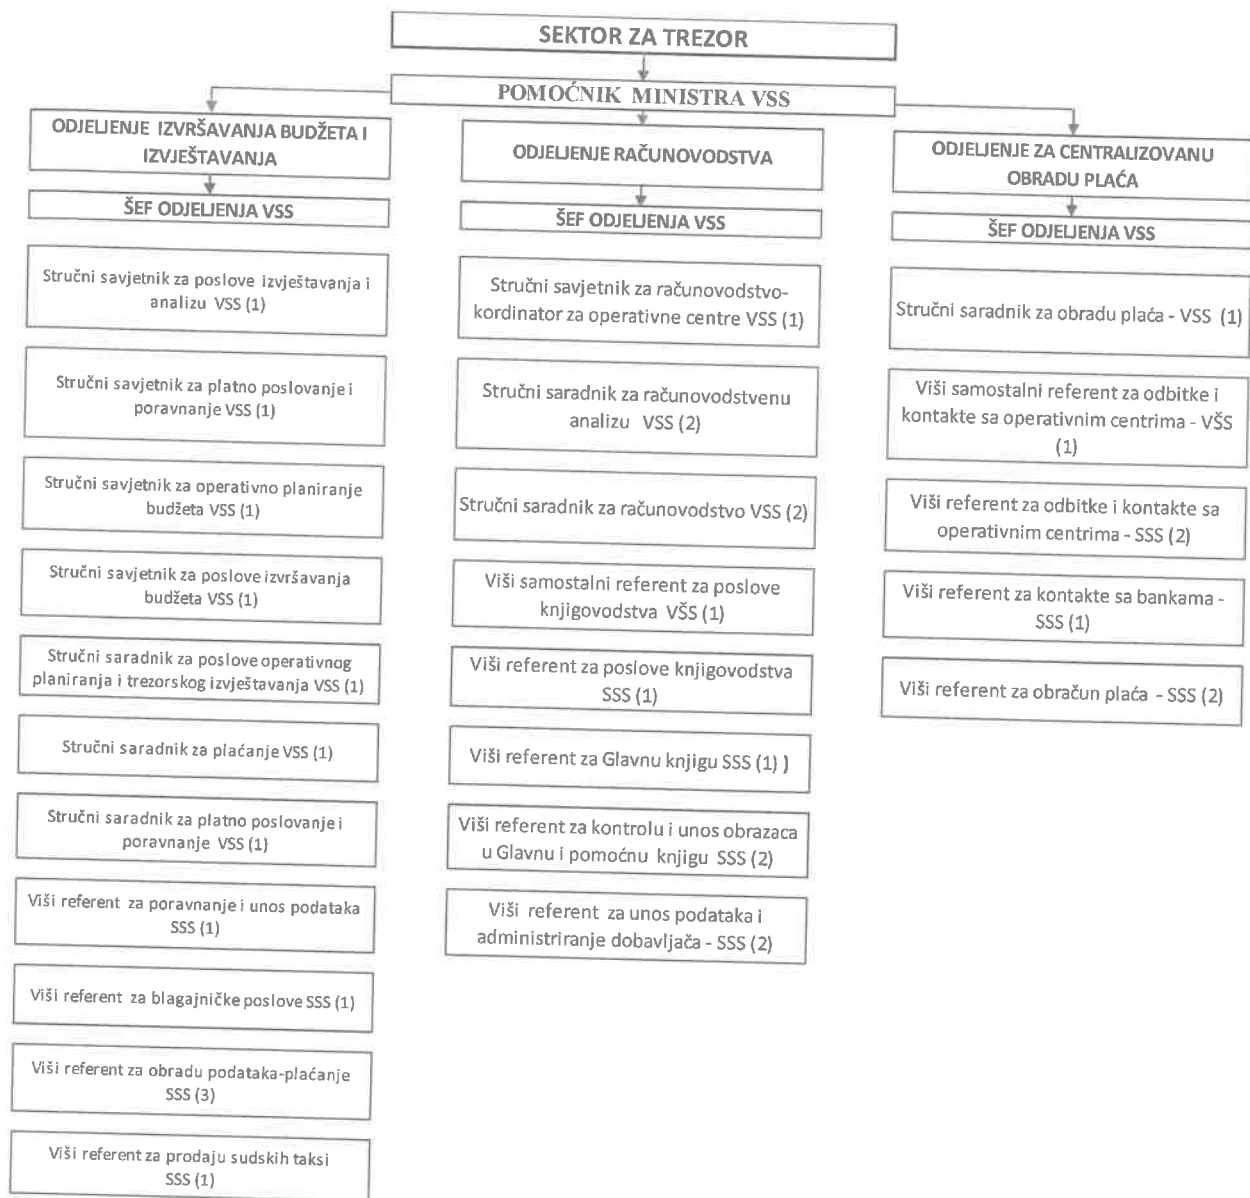 SEKTOR ZA TREZOR
POMOĆNIK MINISTRA VSS
ODJELJENJE IZVRŠAVANJA BUDŽETA I
IZVJEŠTAVANJA
ŠEF ODJELJENJA VSS
Stručni savjetnik za poslove izvještavanja i
analizu VSS (1)
Stručni savjetnik za platno poslovanje i
poravnanje VSS (1)
Stručni savjetnik za operativno planiranje
budžeta VSS (1)
Stručni savjetnik za poslove izvršavanja
budžeta VSS (1)
Stručni saradnik za poslove operativnog
planiranja i trezorskog izvještavanja VSS (1)
Stručni saradnik za plaćanje VSS (1)
Stručni saradnik za platno poslovanje i
poravnanje VSS (1)
Viši referent za poravnanje i unos podataka
SSS (1)
Viši referent za blagajničke poslove SSS (1)
Viši referent za obradu podataka-plaćanje
SSS (3)
Viši referent za prodaju sudskih taksi
SSS (1)
ODJELJENJE RAČUNOVODSTVA
ŠEF ODJELJENJA VSS
Stručni savjetnik za računovodstvo-
kordinator za operativne centre VSS (1)
Stručni saradnik za računovodstvenu
analizu VSS (2)
Stručni saradnik za računovodstvo VSS (2)
Viši samostalni referent za poslove
knjigovodstva VŠS (1)
Viši referent za poslove knjigovodstva
SSS (1)
Viši referent za Glavnu knjigu SSS (1) )
Viši referent za kontrolu i unos obrazaca
u Glavnu i pomoćnu knjigu SSS (2)
Viši referent za unos podataka i
administriranje dobavljača - SSS (2)
ODJELJENJE ZA CENTRALIZOVANU
OBRADU PLAĆA
ŠEF ODJELJENJA VSS
Stručni saradnik za obradu plaća - VSS (1)
Viši samostalni referent za odbitke i
kontakte sa operativnim centrima - VŠS
(1)
Viši referent za odbitke i kontakte sa
operativnim centrima - SSS (2)
Viši referent za kontakte sa bankama -
SSS (1)
Viši referent za obračun plaća - SSS (2)